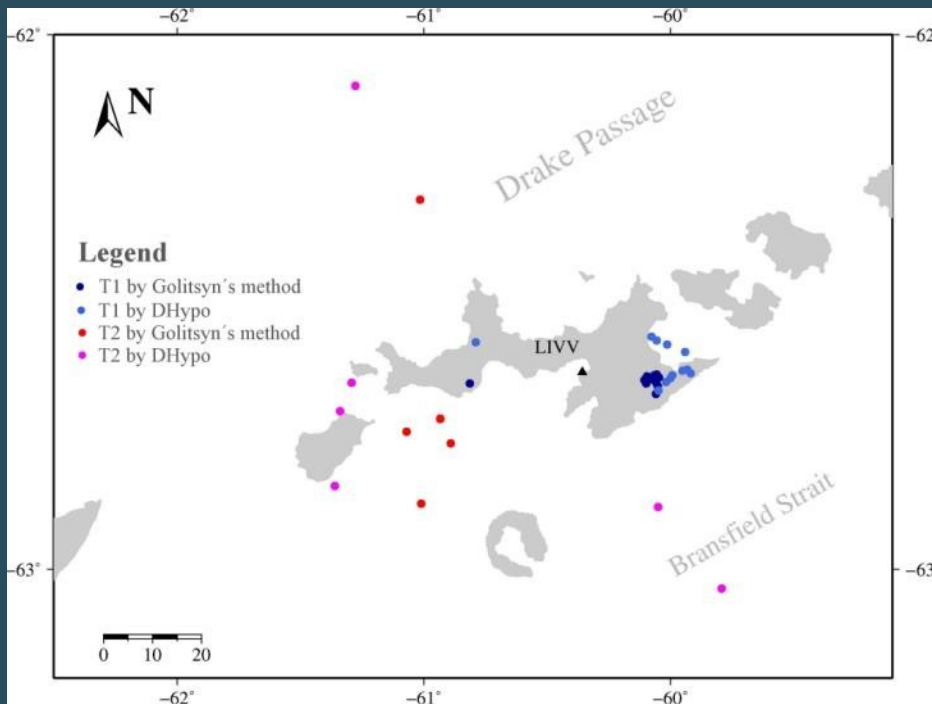 −62° −61° −60°
−62° −62
N
Drake Passage
Legend
T1 by Golitsyn´s method
T1 by DHypo
T2 by Golitsyn´s method
T2 by DHypo
LIVV
Bransfield Strait
−63° −63
0 10 20
−62° −61° −60°